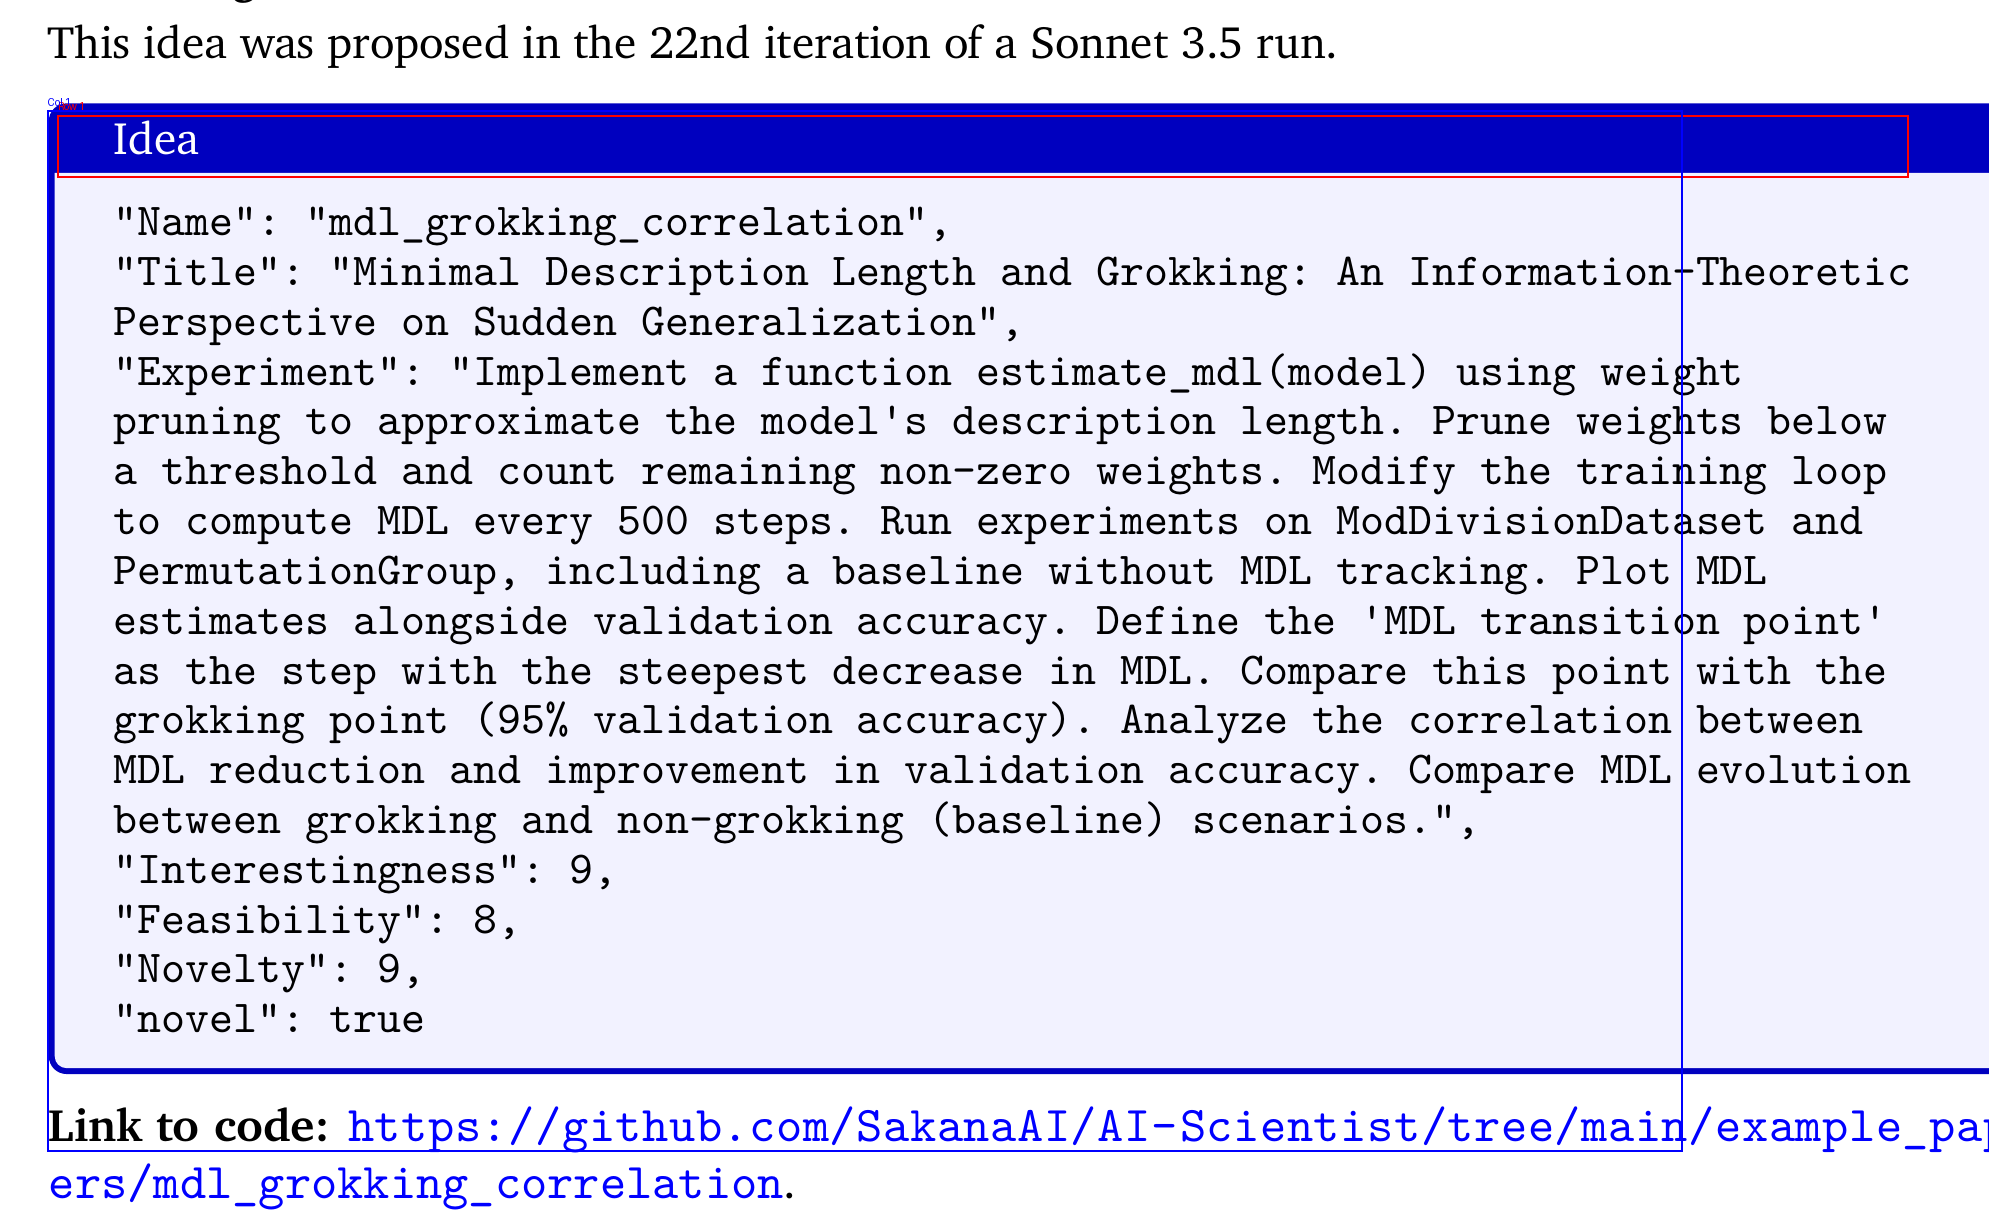 This idea was proposed in the 22nd iteration of a Sonnet 3.5 run.
Col 1
Row 1
Idea
"Name": "mdl_grokking_correlation",
"Title": "Minimal Description Length and Grokking: An Information-Theoretic
Perspective on Sudden Generalization",
"Experiment": "Implement a function estimate_mdl(model) using weight
pruning to approximate the model's description length. Prune weights below
a threshold and count remaining non-zero weights. Modify the training loop
to compute MDL every 500 steps. Run experiments on ModDivisionDataset and
PermutationGroup, including a baseline without MDL tracking. Plot MDL
estimates alongside validation accuracy. Define the 'MDL transition point'
as the step with the steepest decrease in MDL. Compare this point with the
grokking point (95% validation accuracy). Analyze the correlation between
MDL reduction and improvement in validation accuracy. Compare MDL evolution
between grokking and non-grokking (baseline) scenarios.",
"Interestingness": 9,
"Feasibility": 8,
"Novelty": 9,
"novel": true
Link to code: https://github.com/SakanaAI/AI-Scientist/tree/main/example_pap
ers/mdl_grokking_correlation.